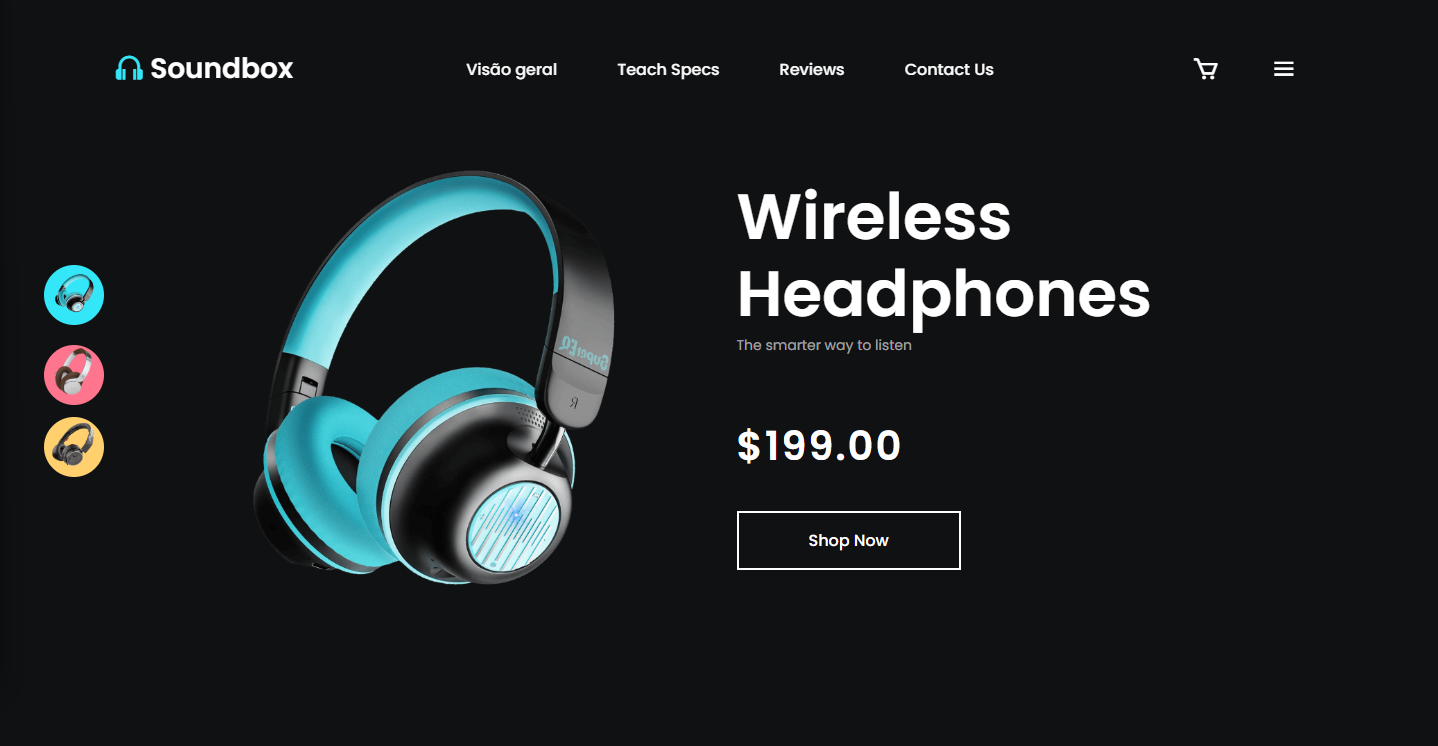 Soundbox
Visão geral
Teach Specs
Reviews
Contact Us
Wireless
Headphones
The smarter way to listen
SuperEQ
R
$199.00
Shop Now